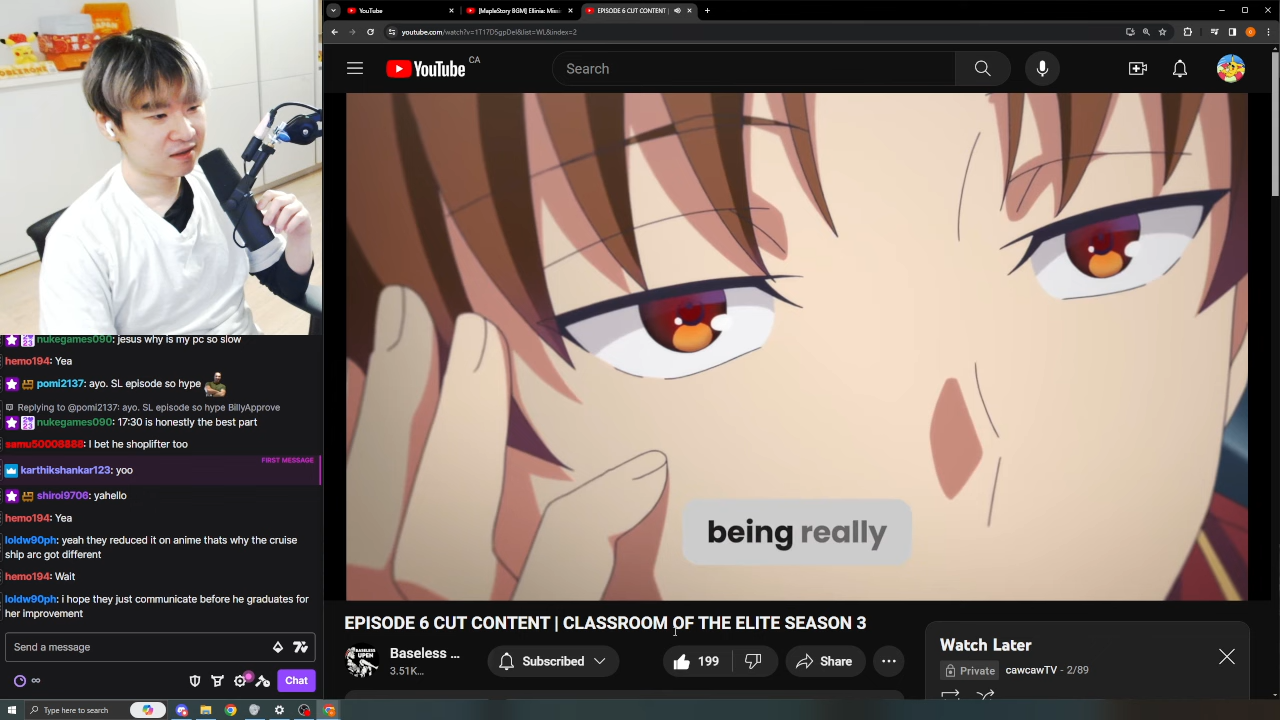 YouTube
[MapleStory BGM] Ellinia: Miss
EPISODE 6 CUT CONTENT |
youtube.com/watch?v=1T17D5gpDeI&list=WL&index=2
YouTube CA
Search
being really
EPISODE 6 CUT CONTENT | CLASSROOM OF THE ELITE SEASON 3
Baseless ...
3.51K...
Subscribed
199
Share
Watch Later
Private
cawcawTV - 2/89
nukegames090: jesus why is my pc so slow
hemo194: Yea
pomi2137: ayo. SL episode so hype
Replying to @pomi2137: ayo. SL episode so hype BillyApprove
nukegames090: 17:30 is honestly the best part
samu50006888: I bet he shoplifter too
FIRST MESSAGE
karthikshankar123: yoo
shiroi9706: yahello
hemo194: Yea
loldw90ph: yeah they reduced it on anime thats why the cruise
ship arc got different
hemo194: Wait
loldw90ph: i hope they just communicate before he graduates for
her improvement
Send a message
Chat
Type here to search